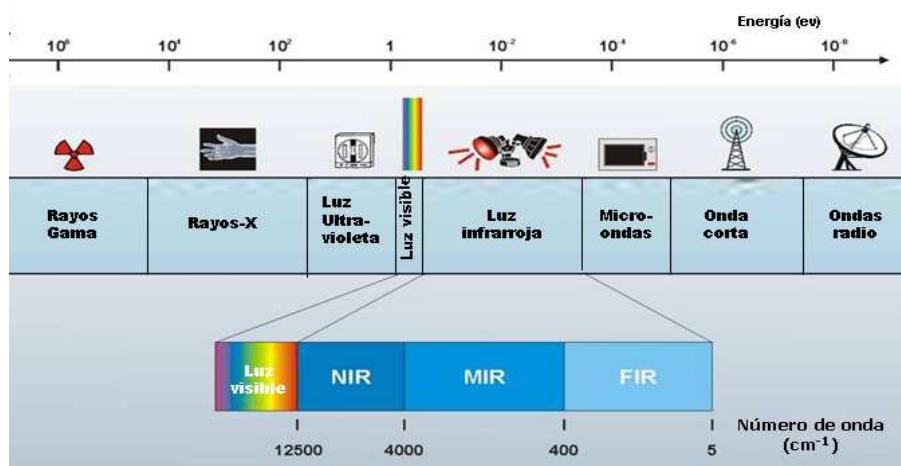 Energía (ev)
10⁶ 10⁴ 10² 1 10⁻² 10⁻⁴ 10⁻⁶ 10⁻⁸
Rayos
Gama
Rayos-X
Luz
Ultra-
violeta
Luz visible
Luz
infrarroja
Micro-
ondas
Onda
corta
Ondas
radio
Luz
visible
NIR
MIR
FIR
12500 4000 400 5
Número de onda
(cm⁻¹)